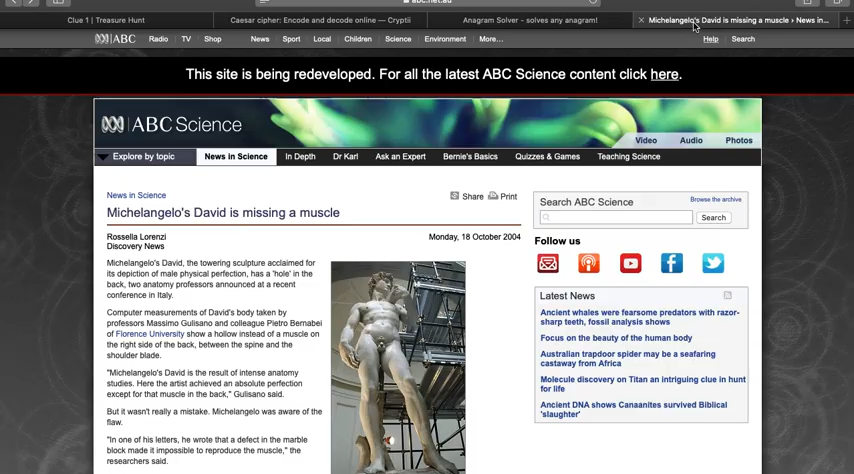 abc.net.au
Clue 1 | Treasure Hunt
Caesar cipher: Encode and decode online — Cryptii
Anagram Solver - solves any anagram!
Michelangelo's David is missing a muscle › News in...
ABC Radio TV Shop News Sport Local Children Science Environment More... Help Search
This site is being redeveloped. For all the latest ABC Science content click here.
ABC Science
Video Audio Photos
Explore by topic News in Science In Depth Dr Karl Ask an Expert Bernie's Basics Quizzes & Games Teaching Science
News in Science
Share Print
Michelangelo's David is missing a muscle
Rossella Lorenzi
Discovery News
Monday, 18 October 2004
Michelangelo's David, the towering sculpture acclaimed for
its depiction of male physical perfection, has a 'hole' in the
back, two anatomy professors announced at a recent
conference in Italy.
Computer measurements of David's body taken by
professors Massimo Gulisano and colleague Pietro Bernabei
of Florence University show a hollow instead of a muscle on
the right side of the back, between the spine and the
shoulder blade.
"Michelangelo's David is the result of intense anatomy
studies. Here the artist achieved an absolute perfection
except for that muscle in the back," Gulisano said.
But it wasn't really a mistake. Michelangelo was aware of the
flaw.
"In one of his letters, he wrote that a defect in the marble
block made it impossible to reproduce the muscle," the
researchers said.
Search ABC Science
Browse the archive
Search
Follow us
Latest News
Ancient whales were fearsome predators with razor-
sharp teeth, fossil analysis shows
Focus on the beauty of the human body
Australian trapdoor spider may be a seafaring
castaway from Africa
Molecule discovery on Titan an intriguing clue in hunt
for life
Ancient DNA shows Canaanites survived Biblical
'slaughter'